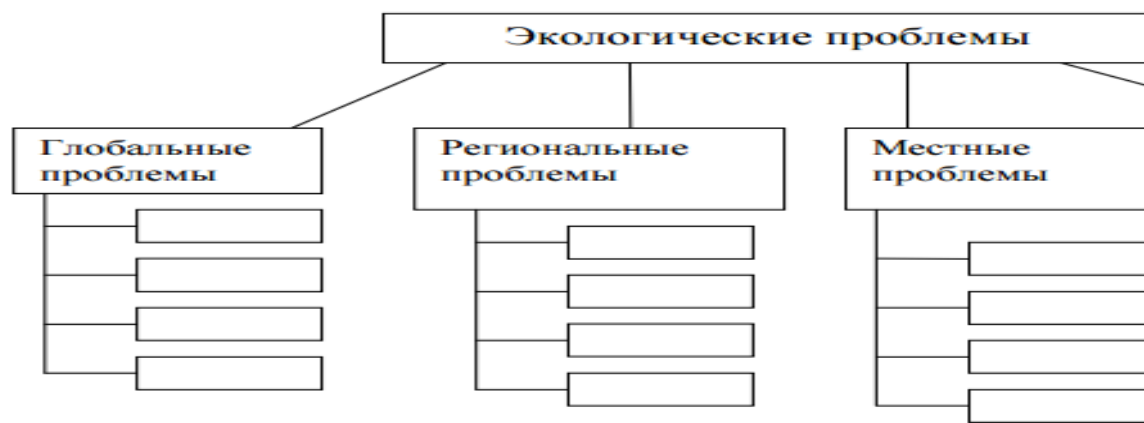 Экологические проблемы
Глобальные
проблемы
Региональные
проблемы
Местные
проблемы